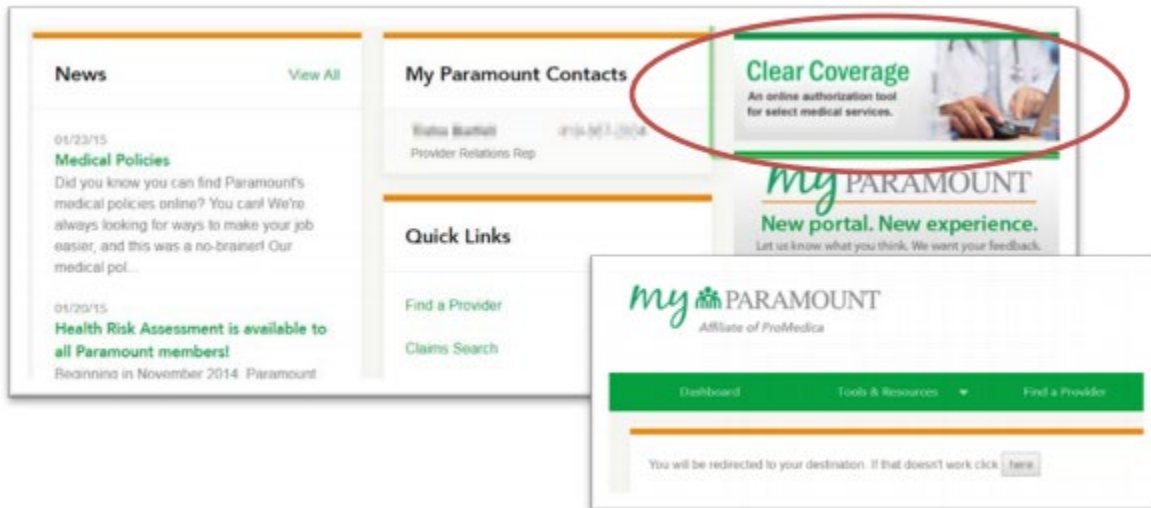 News View All
01/23/15
Medical Policies
Did you know you can find Paramount's
medical policies online? You can! We're
always looking for ways to make your job
easier, and this was a no-brainer! Our
medical pol...
01/20/15
Health Risk Assessment is available to
all Paramount members!
Beginning in November 2014, Paramount
My Paramount Contacts
Provider Relations Rep
Quick Links
Find a Provider
Claims Search
Clear Coverage
An online authorization tool
for select medical services.
my PARAMOUNT
New portal. New experience.
Let us know what you think. We want your feedback.
my PARAMOUNT
Affiliate of ProMedica
Dashboard Tools & Resources Find a Provider
You will be redirected to your destination. If that doesn't work click here